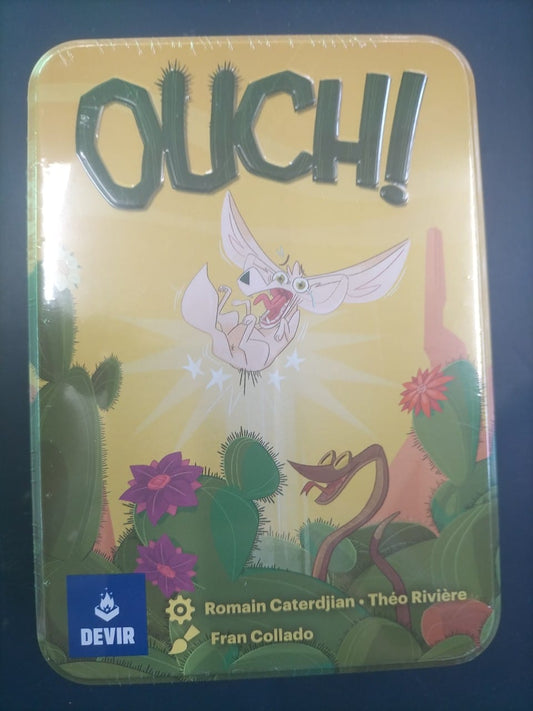 OUCH!
Romain Caterdjian • Théo Rivière
Fran Collado
DEVIR